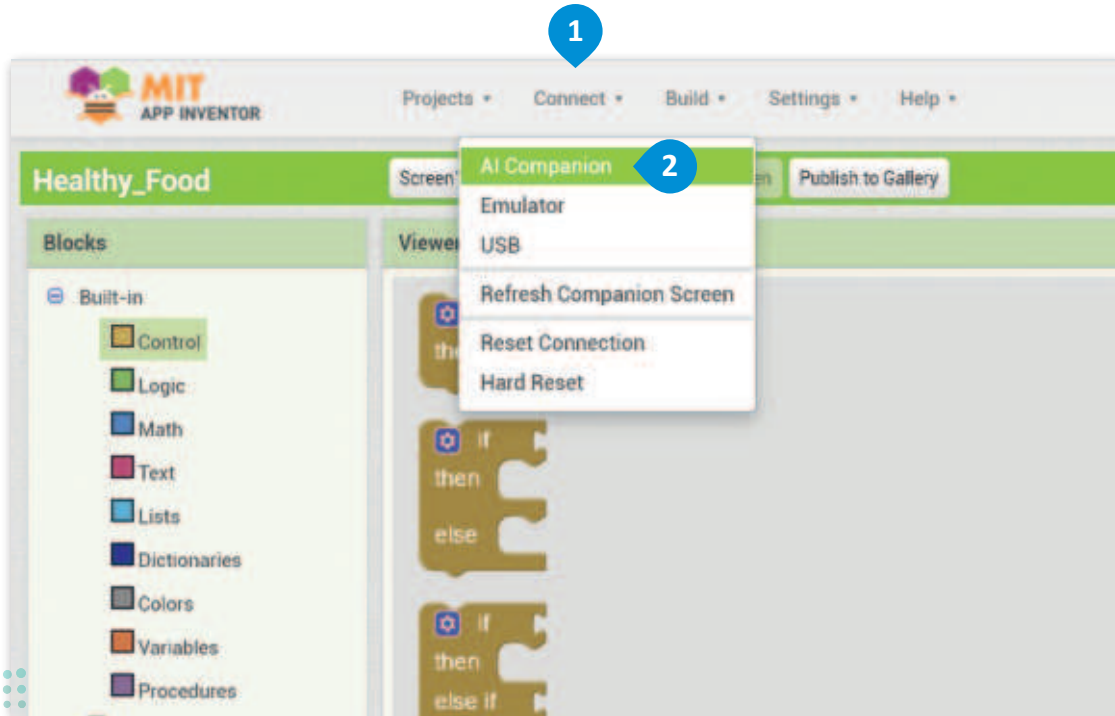 1
MIT
APP INVENTOR
Projects Connect Build Settings Help
Healthy_Food
Screen
Publish to Gallery
AI Companion 2
Emulator
USB
Refresh Companion Screen
Reset Connection
Hard Reset
Blocks
Viewer
Built-in
Control
Logic
Math
Text
Lists
Dictionaries
Colors
Variables
Procedures
if
then
else
if
then
else if